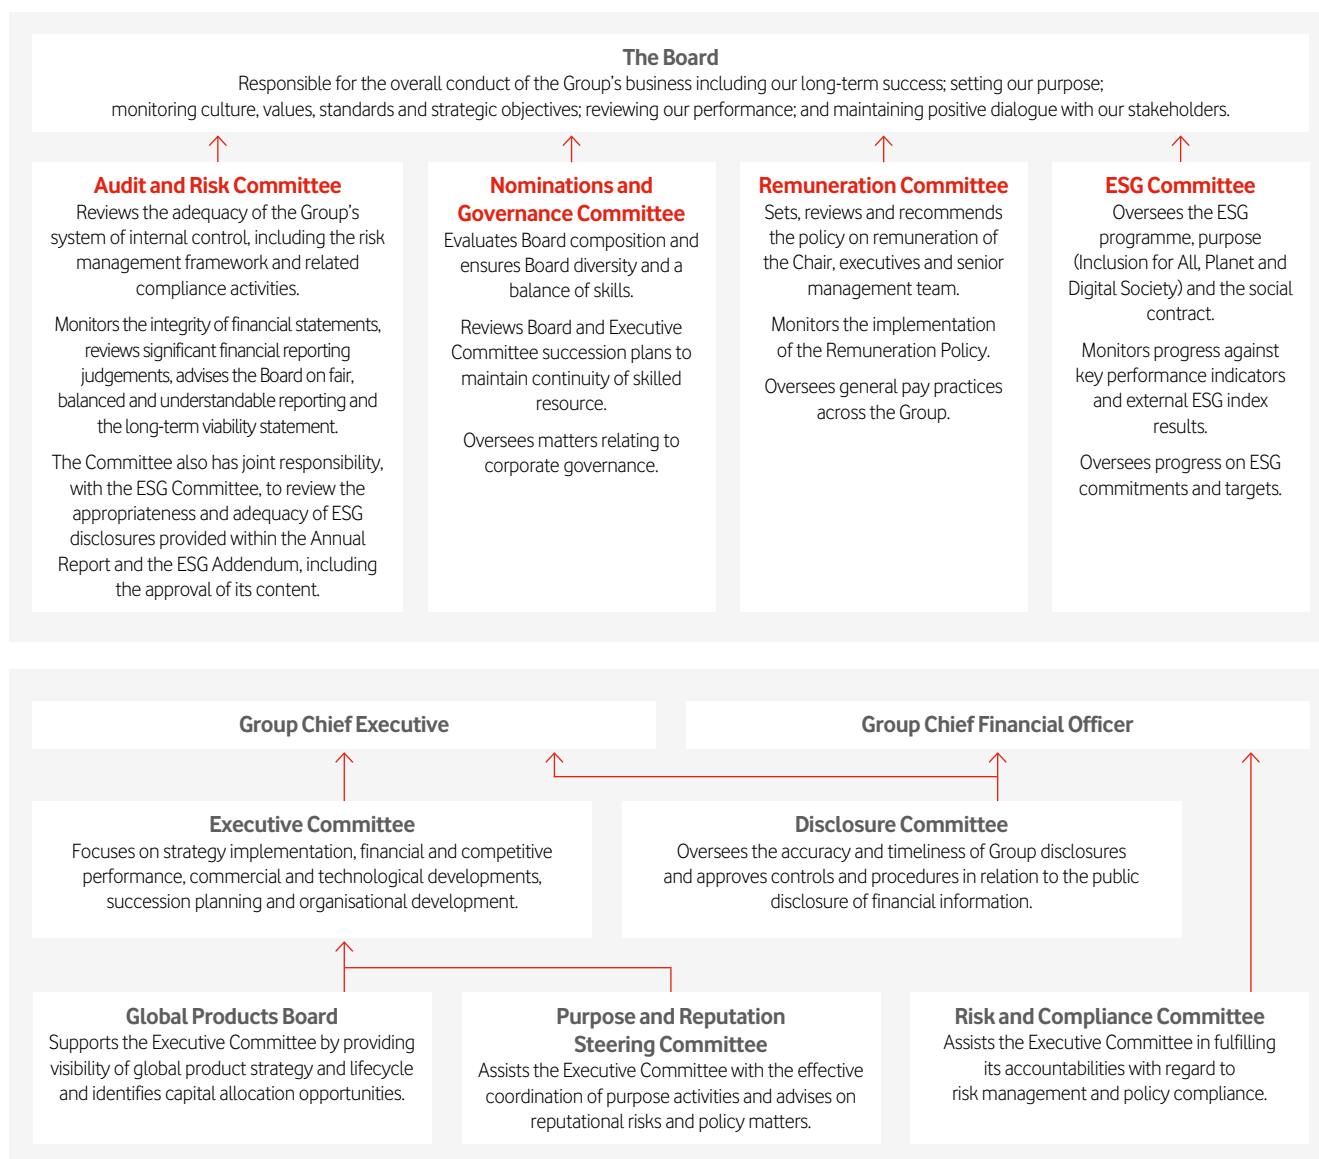 The Board
Responsible for the overall conduct of the Group's business including our long-term success; setting our purpose;
monitoring culture, values, standards and strategic objectives; reviewing our performance; and maintaining positive dialogue with our stakeholders.
Audit and Risk Committee
Reviews the adequacy of the Group's
system of internal control, including the risk
management framework and related
compliance activities.
Monitors the integrity of financial statements,
reviews significant financial reporting
judgements, advises the Board on fair,
balanced and understandable reporting and
the long-term viability statement.
The Committee also has joint responsibility,
with the ESG Committee, to review the
appropriateness and adequacy of ESG
disclosures provided within the Annual
Report and the ESG Addendum, including
the approval of its content.
Nominations and
Governance Committee
Evaluates Board composition and
ensures Board diversity and a
balance of skills.
Reviews Board and Executive
Committee succession plans to
maintain continuity of skilled
resource.
Oversees matters relating to
corporate governance.
Remuneration Committee
Sets, reviews and recommends
the policy on remuneration of
the Chair, executives and senior
management team.
Monitors the implementation
of the Remuneration Policy.
Oversees general pay practices
across the Group.
ESG Committee
Oversees the ESG
programme, purpose
(Inclusion for All, Planet and
Digital Society) and the social
contract.
Monitors progress against
key performance indicators
and external ESG index
results.
Oversees progress on ESG
commitments and targets.
Group Chief Executive
Group Chief Financial Officer
Executive Committee
Focuses on strategy implementation, financial and competitive
performance, commercial and technological developments,
succession planning and organisational development.
Disclosure Committee
Oversees the accuracy and timeliness of Group disclosures
and approves controls and procedures in relation to the public
disclosure of financial information.
Global Products Board
Supports the Executive Committee by providing
visibility of global product strategy and lifecycle
and identifies capital allocation opportunities.
Purpose and Reputation
Steering Committee
Assists the Executive Committee with the effective
coordination of purpose activities and advises on
reputational risks and policy matters.
Risk and Compliance Committee
Assists the Executive Committee in fulfilling
its accountabilities with regard to
risk management and policy compliance.